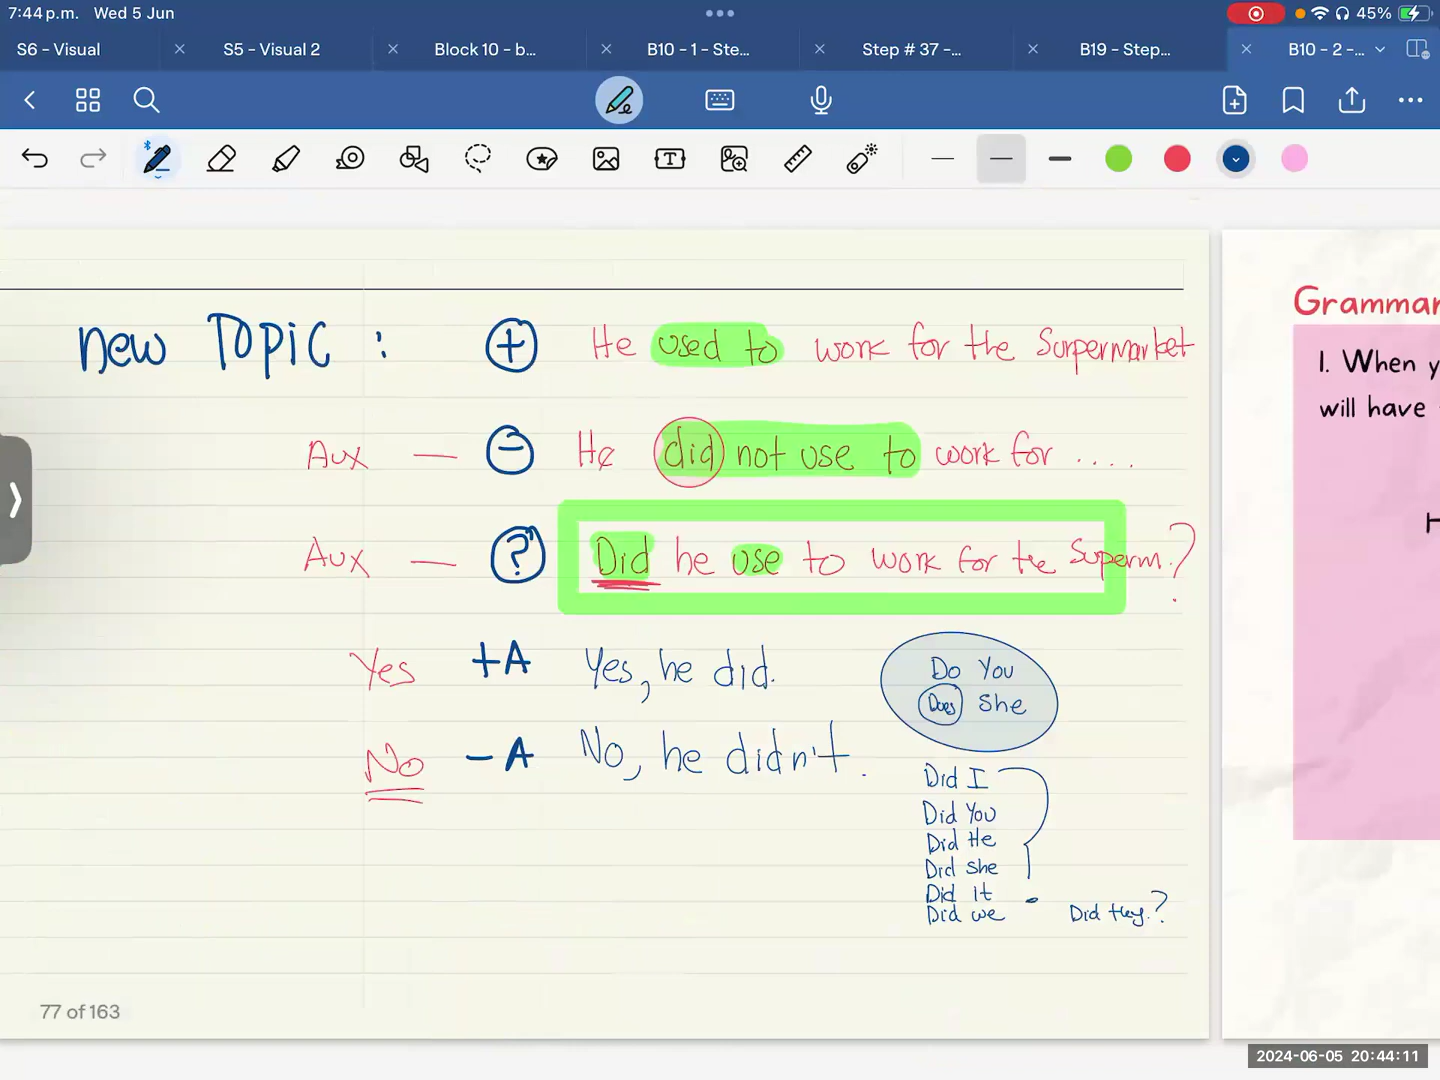 7:44 p.m. Wed 5 Jun
45%
S6 - Visual
S5 - Visual 2
Block 10 - b...
B10 - 1 - Ste...
Step # 37 -...
B19 - Step...
B10 - 2 -...
new Topic : + He used to work for the Surpermarket
Aux — - He did not use to work for ....
Aux — ? Did he use to work for the Superm.?
Yes +A Yes, he did.
No - A No, he didn't.
Do You
Does She
Did I
Did You
Did He
Did She
Did it
Did we
Did they?
77 of 163
Grammar
1. When y
will have
H
2024-06-05 20:44:11